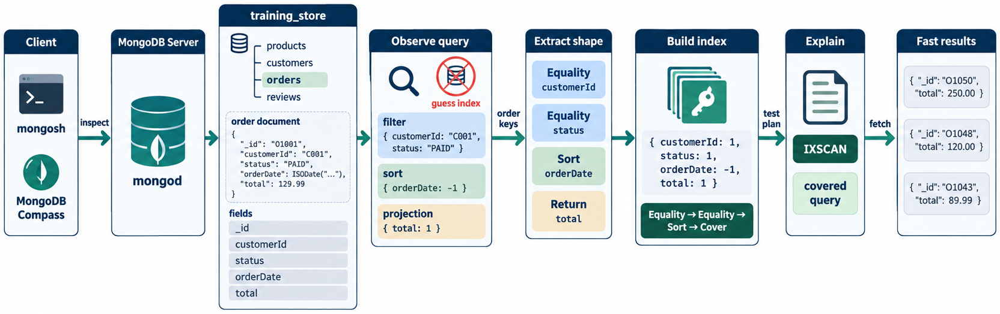 Client
>_
mongosh
MongoDB
Compass
inspect
MongoDB Server
mongod
training_store
products
customers
orders
reviews
order document
{
"_id": "O1001",
"customerId": "C001",
"status": "PAID",
"orderDate": ISODate("..."),
"total": 129.99
}
fields
_id
customerId
status
orderDate
total
Observe query
guess index
filter
{ customerId: "C001",
status: "PAID" }
sort
{ orderDate: -1 }
projection
{ total: 1 }
order
keys
Extract shape
Equality
customerId
Equality
status
Sort
orderDate
Return
total
Build index
{ customerId: 1,
status: 1,
orderDate: -1,
total: 1 }
Equality → Equality →
Sort → Cover
test
plan
Explain
IXSCAN
covered
query
fetch
Fast results
{ "_id": "O1050",
"total": 250.00 }
{ "_id": "O1048",
"total": 120.00 }
{ "_id": "O1043",
"total": 89.99 }